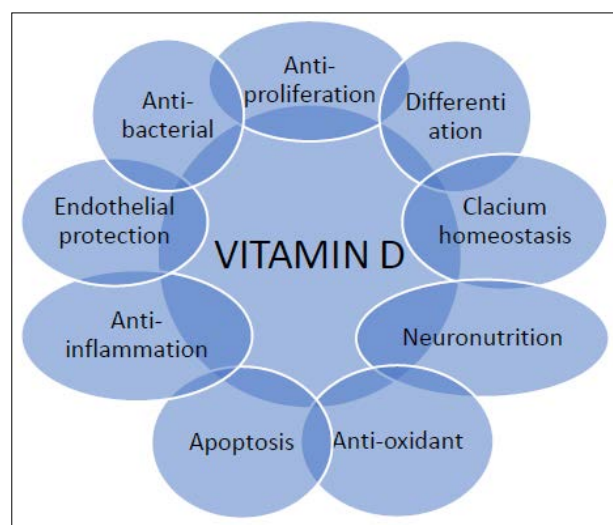 Anti-
proliferation
Differenti
ation
Clacium
homeostasis
Neuronutrition
Anti-oxidant
Apoptosis
Anti-
inflammation
Endothelial
protection
Anti-
bacterial
VITAMIN D